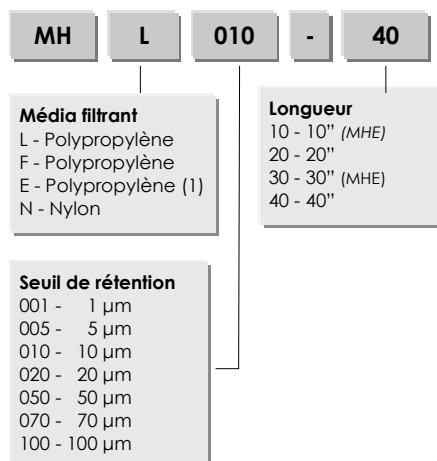 MH L 010 - 40
Média filtrant
L - Polypropylène
F - Polypropylène
E - Polypropylène (1)
N - Nylon
Longueur
10 - 10’’ (MHE)
20 - 20’’
30 - 30’’ (MHE)
40 - 40’’
Seuil de rétention
001 - 1 µm
005 - 5 µm
010 - 10 µm
020 - 20 µm
050 - 50 µm
070 - 70 µm
100 - 100 µm